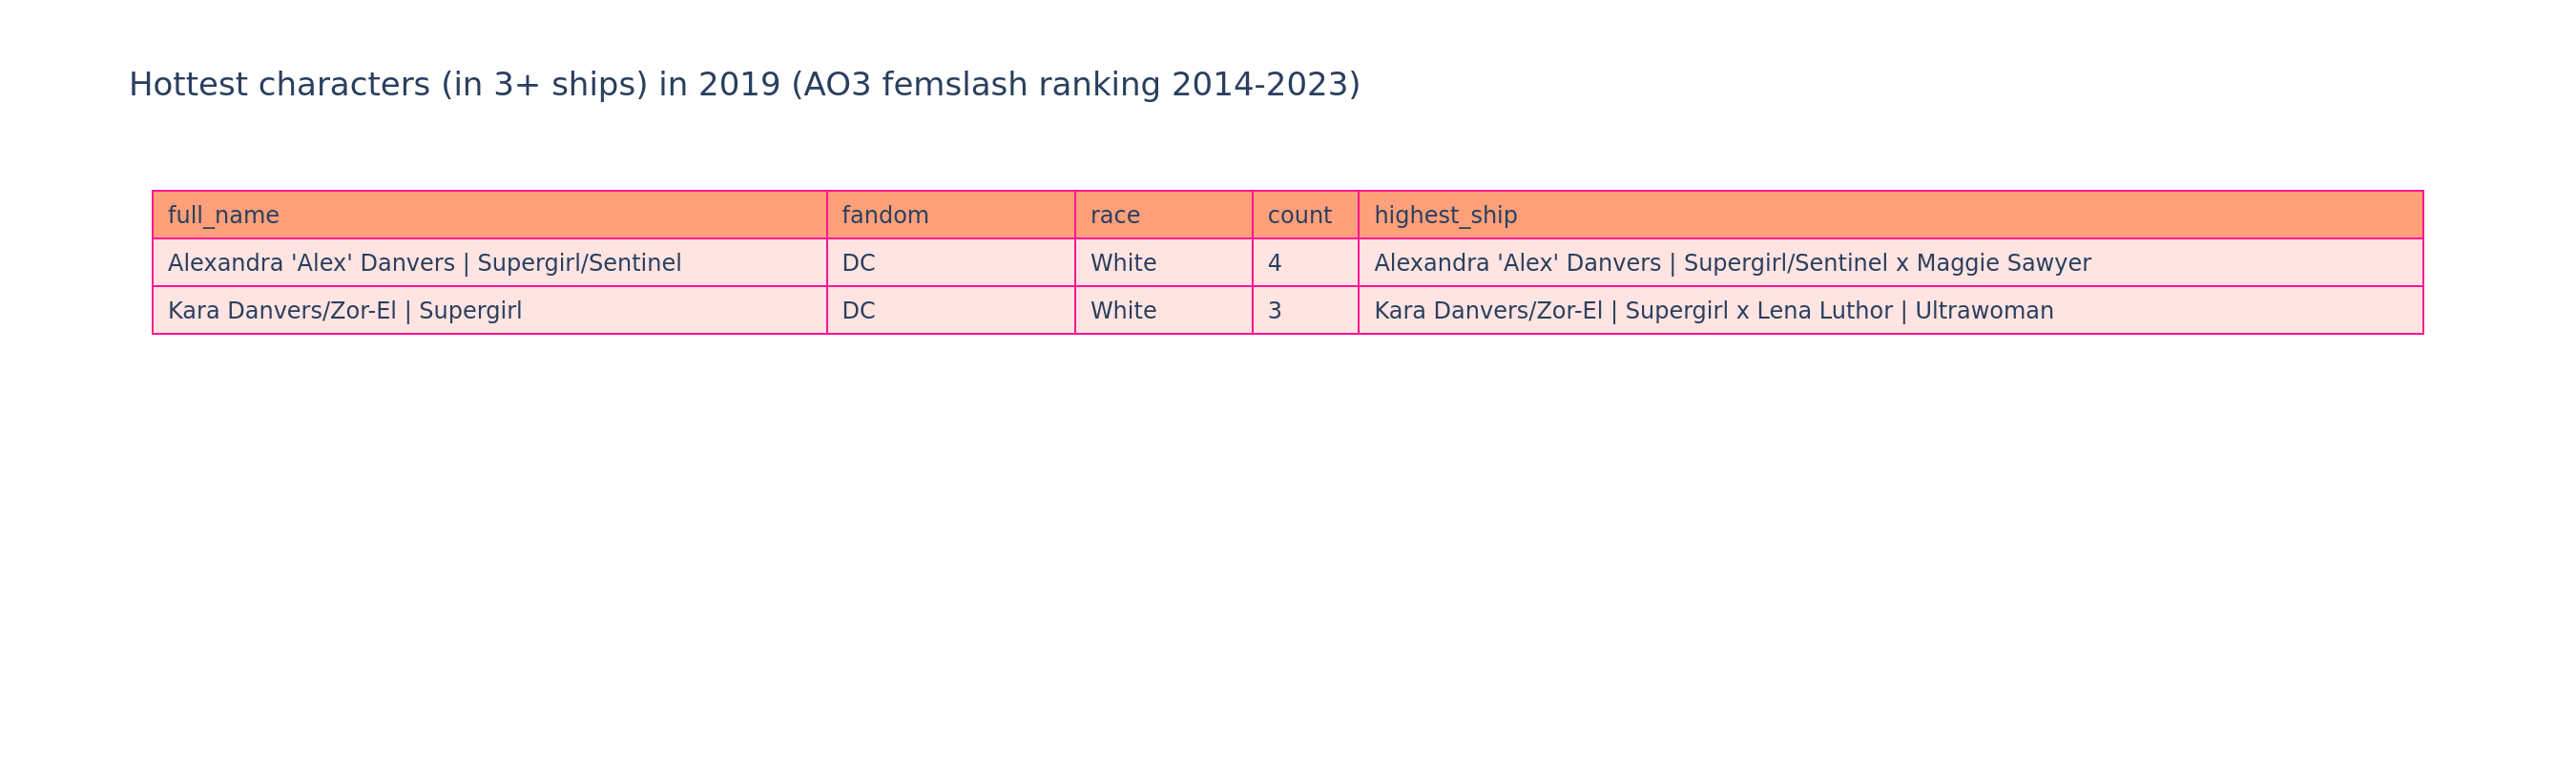 Hottest characters (in 3+ ships) in 2019 (AO3 femslash ranking 2014-2023)
full_name fandom race count highest_ship
Alexandra 'Alex' Danvers | Supergirl/Sentinel DC White 4 Alexandra 'Alex' Danvers | Supergirl/Sentinel x Maggie Sawyer
Kara Danvers/Zor-El | Supergirl DC White 3 Kara Danvers/Zor-El | Supergirl x Lena Luthor | Ultrawoman